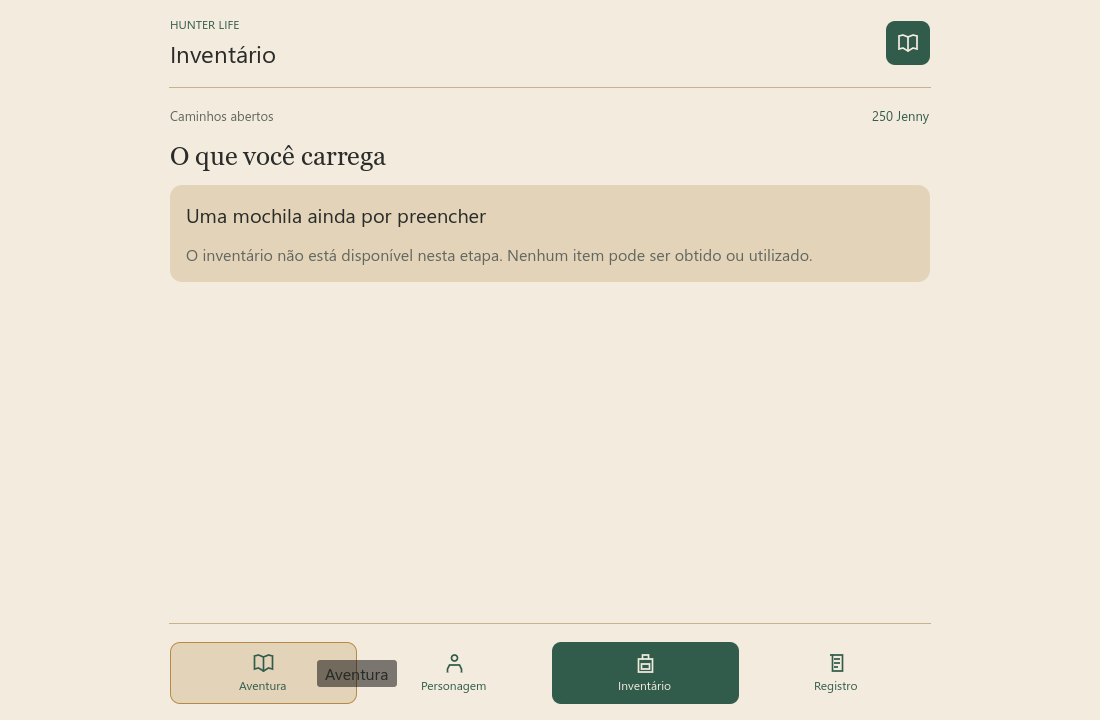 HUNTER LIFE
Inventário
Caminhos abertos
250 Jenny
O que você carrega
Uma mochila ainda por preencher
O inventário não está disponível nesta etapa. Nenhum item pode ser obtido ou utilizado.
Aventura
Aventura
Personagem
Inventário
Registro